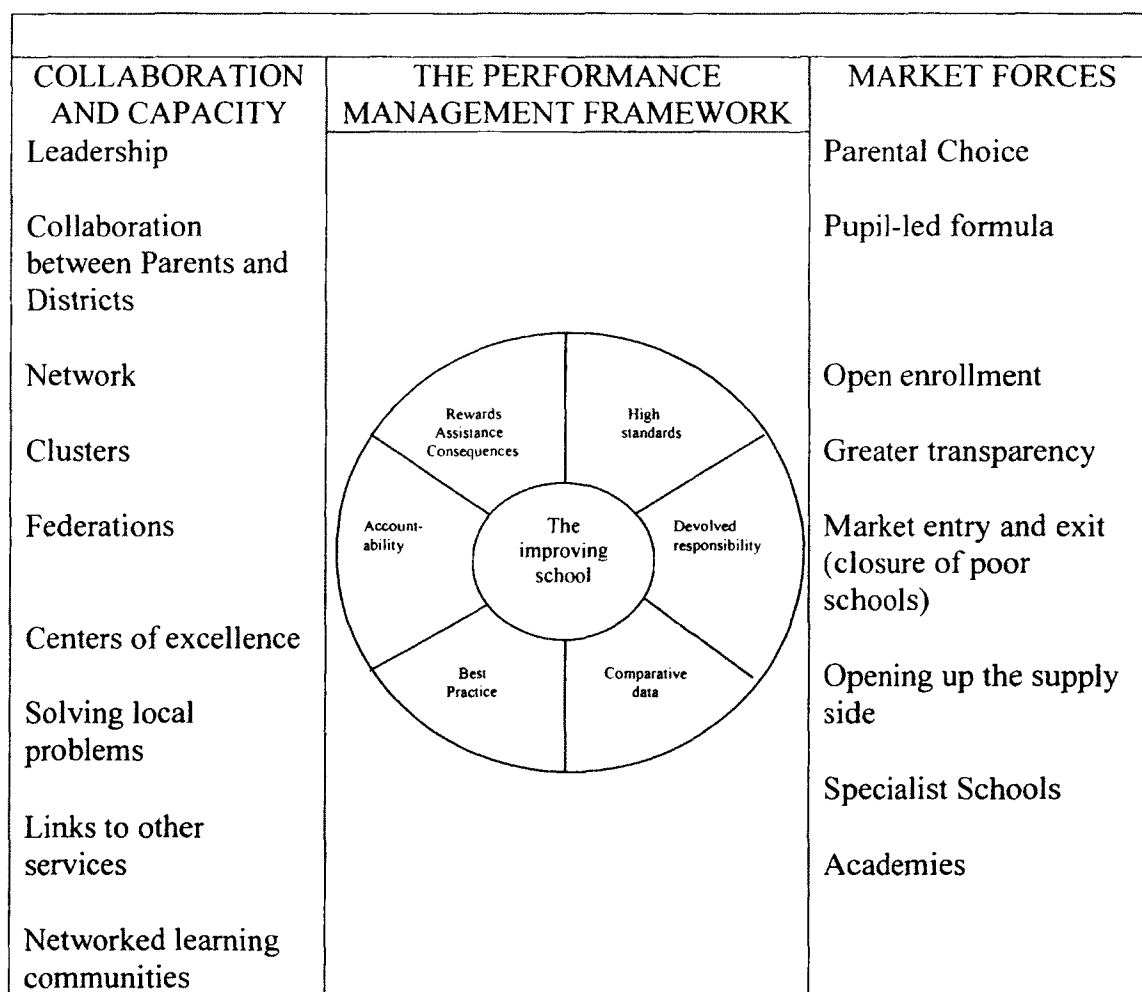 COLLABORATION
AND CAPACITY
Leadership
Collaboration
between Parents and
Districts
Network
Clusters
Federations
Centers of excellence
Solving local
problems
Links to other
services
Networked learning
communities
THE PERFORMANCE
MANAGEMENT FRAMEWORK
Rewards
Assistance
Consequences
High
standards
Account-
ability
The
improving
school
Devolved
responsibility
Best
Practice
Comparative
data
MARKET FORCES
Parental Choice
Pupil-led formula
Open enrollment
Greater transparency
Market entry and exit
(closure of poor
schools)
Opening up the supply
side
Specialist Schools
Academies